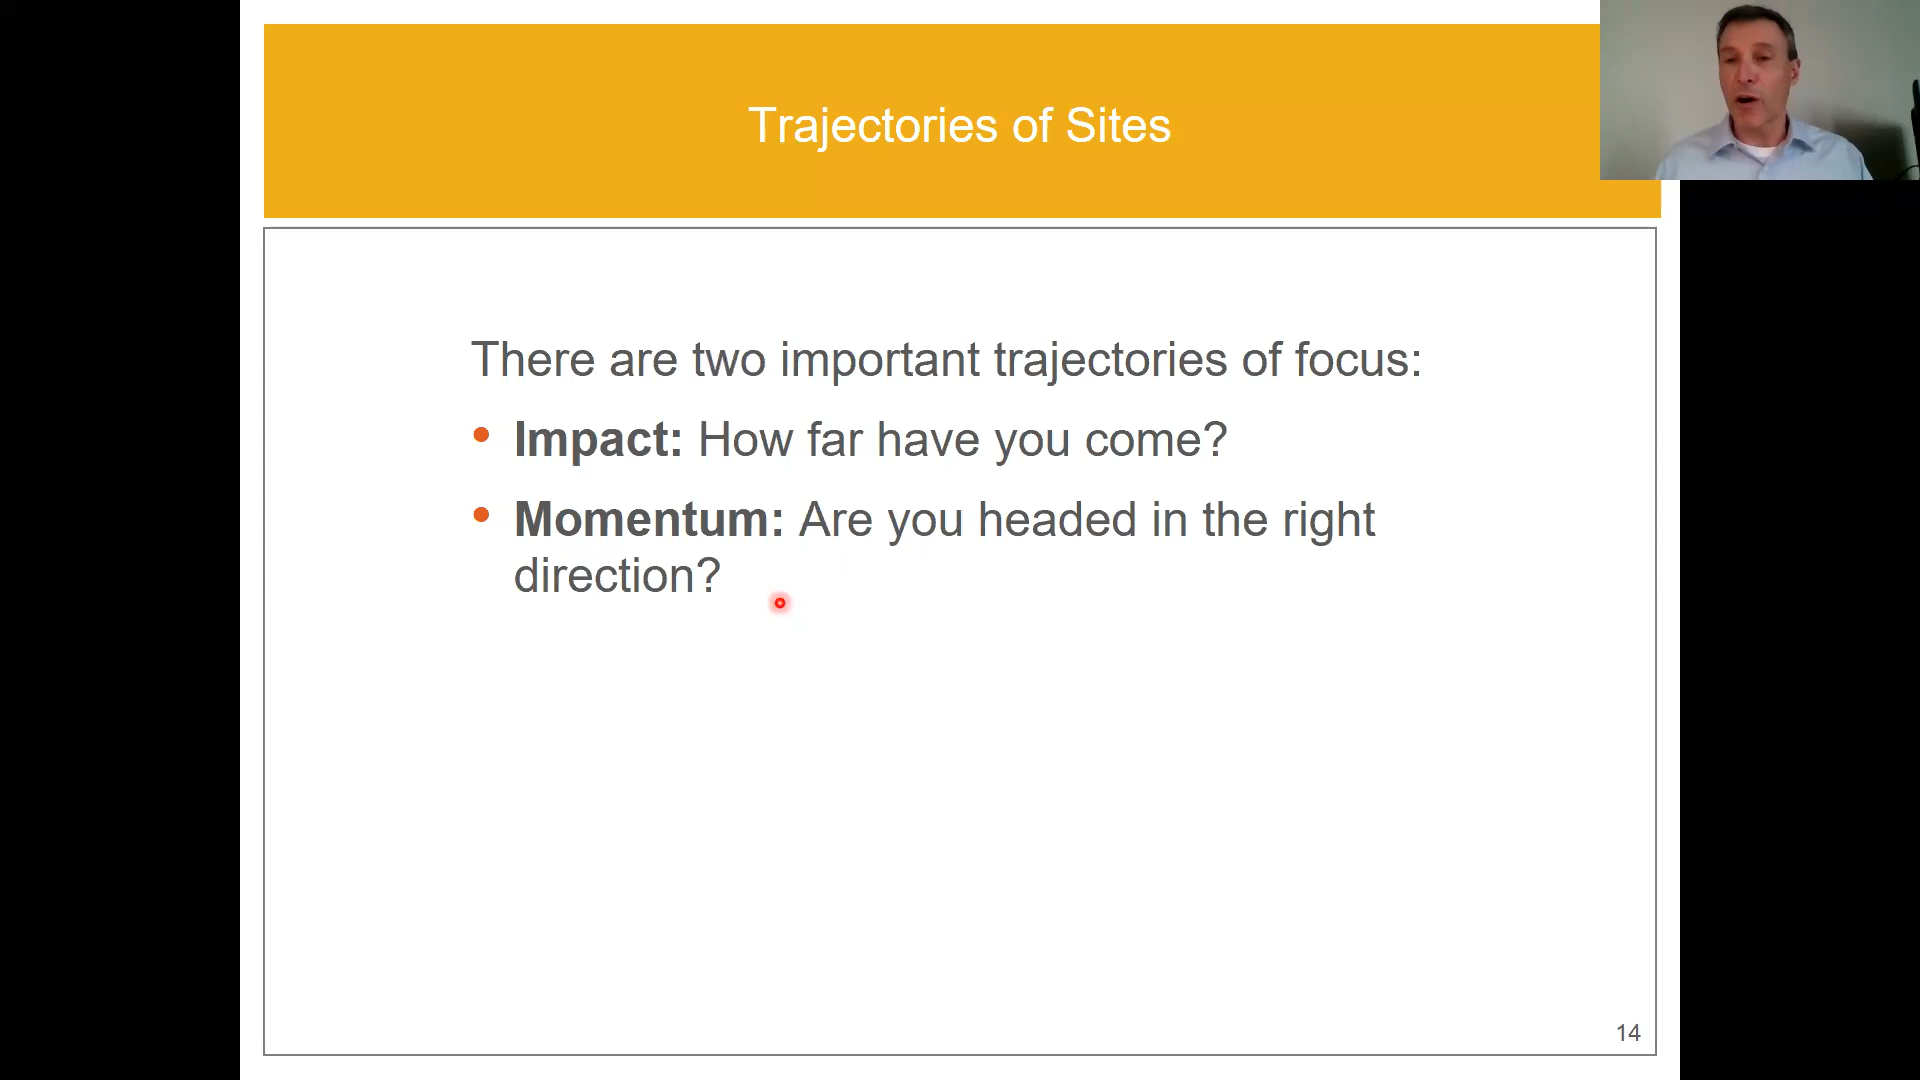 Trajectories of Sites
There are two important trajectories of focus:
• Impact: How far have you come?
• Momentum: Are you headed in the right
direction?
14